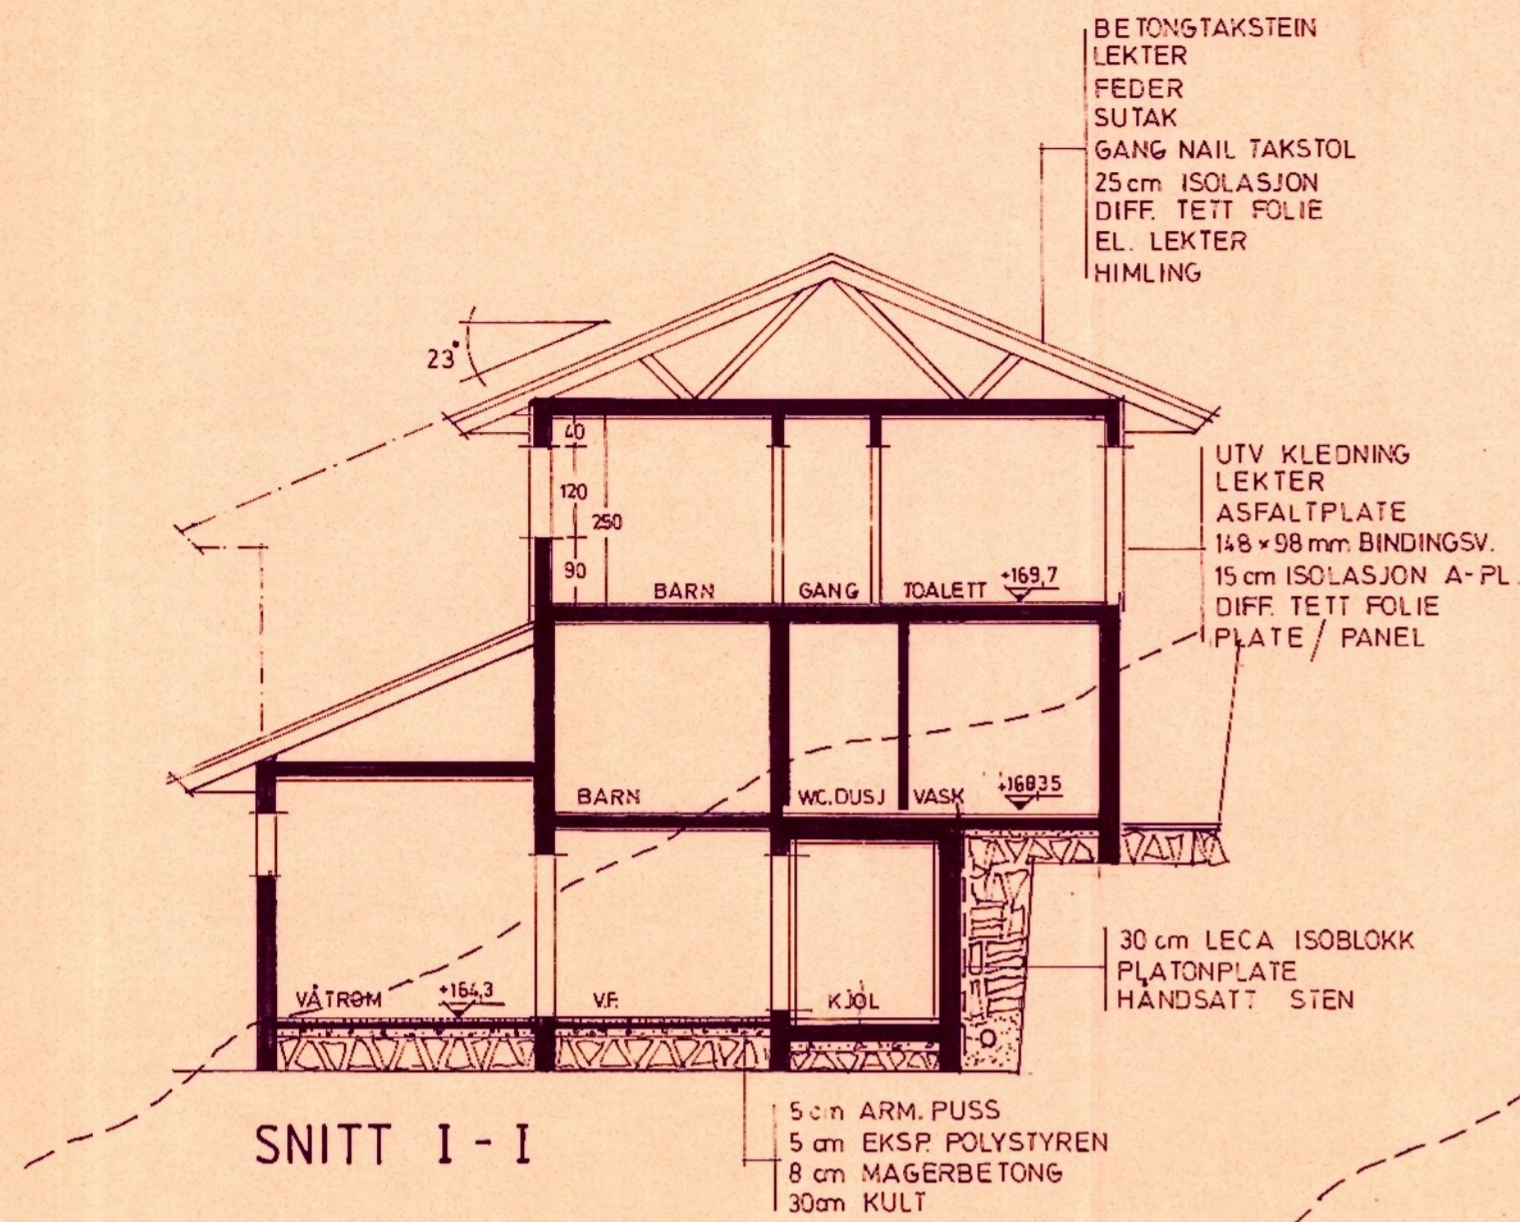 BETONGTAKSTEIN
LEKTER
FEDER
SUTAK
GANG NAIL TAKSTOL
25 cm ISOLASJON
DIFF. TETT FOLIE
EL. LEKTER
HIMLING
23°
40
120
250
90
BARN GANG TOALETT +169,7
UTV KLEDNING
LEKTER
ASFALTPLATE
148 × 98 mm BINDINGSV.
15 cm ISOLASJON A-PL.
DIFF. TETT FOLIE
PLATE / PANEL
BARN WC.DUSJ VASK +168,35
30 cm LECA ISOBLOKK
PLATONPLATE
HÅNDSATT STEN
VÅTROM +164,3 V.F. KJØL
SNITT I - I
5 cm ARM. PUSS
5 cm EKSP. POLYSTYREN
8 cm MAGERBETONG
30cm KULT